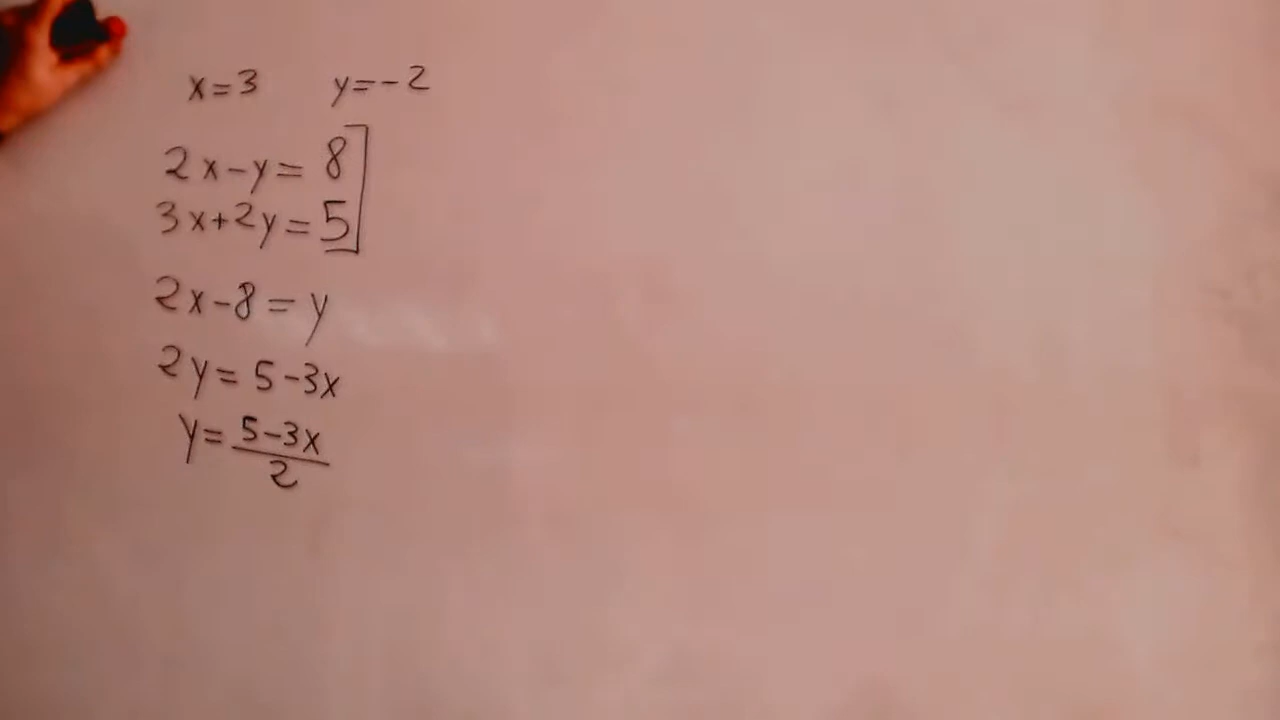 x=3 y=-2
2x-y=8
3x+2y=5
2x-8=y
2y=5-3x
y=(5-3x)/2